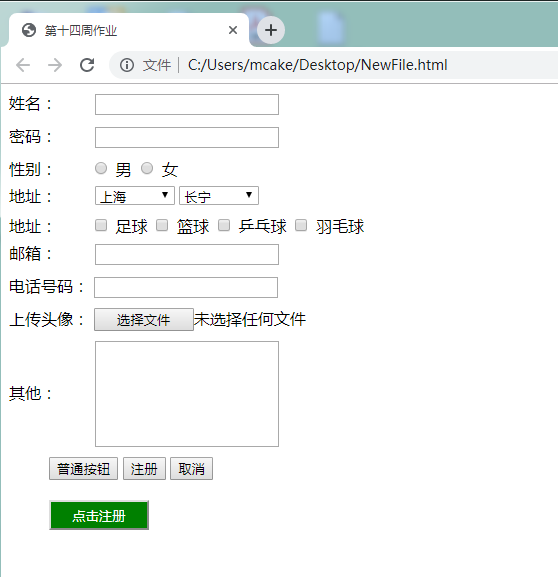 第十四周作业
文件 C:/Users/mcake/Desktop/NewFile.html
姓名：
密码：
性别： 男 女
地址： 上海 长宁
地址： 足球 篮球 乒乓球 羽毛球
邮箱：
电话号码：
上传头像： 选择文件 未选择任何文件
其他：
普通按钮 注册 取消
点击注册